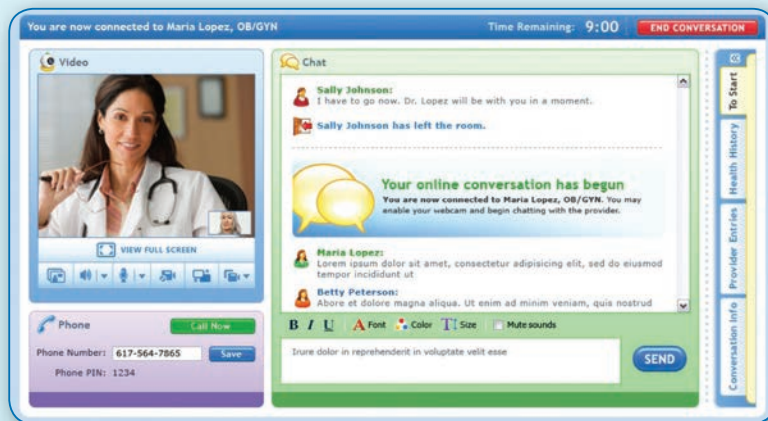 You are now connected to Maria Lopez, OB/GYN
Time Remaining: 9:00
END CONVERSATION
Video
VIEW FULL SCREEN
Phone
Call Now
Phone Number: 617-564-7865 Save
Phone PIN: 1234
Chat
Sally Johnson:
I have to go now. Dr. Lopez will be with you in a moment.
Sally Johnson has left the room.
Your online conversation has begun
You are now connected to Maria Lopez, OB/GYN. You may
enable your webcam and begin chatting with the provider.
Maria Lopez:
Lorem ipsum dolor sit amet, consectetur adipisicing elit, sed do eiusmod
tempor incididunt ut
Betty Peterson:
Abore et dolore magna aliqua. Ut enim ad minim veniam, quis nostrud
B I U A Font Color T Size Mute sounds
Irure dolor in reprehenderit in voluptate velit esse
SEND
To Start
Health History
Provider Entries
Conversation Info